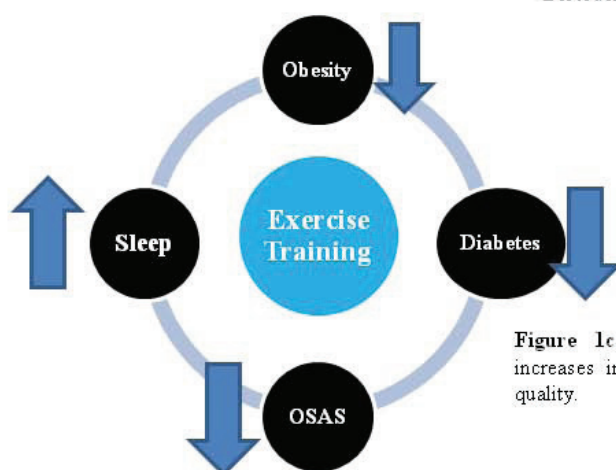 Obesity
Exercise
Training
Sleep
Diabetes
OSAS
Figure 1c
increases in
quality.